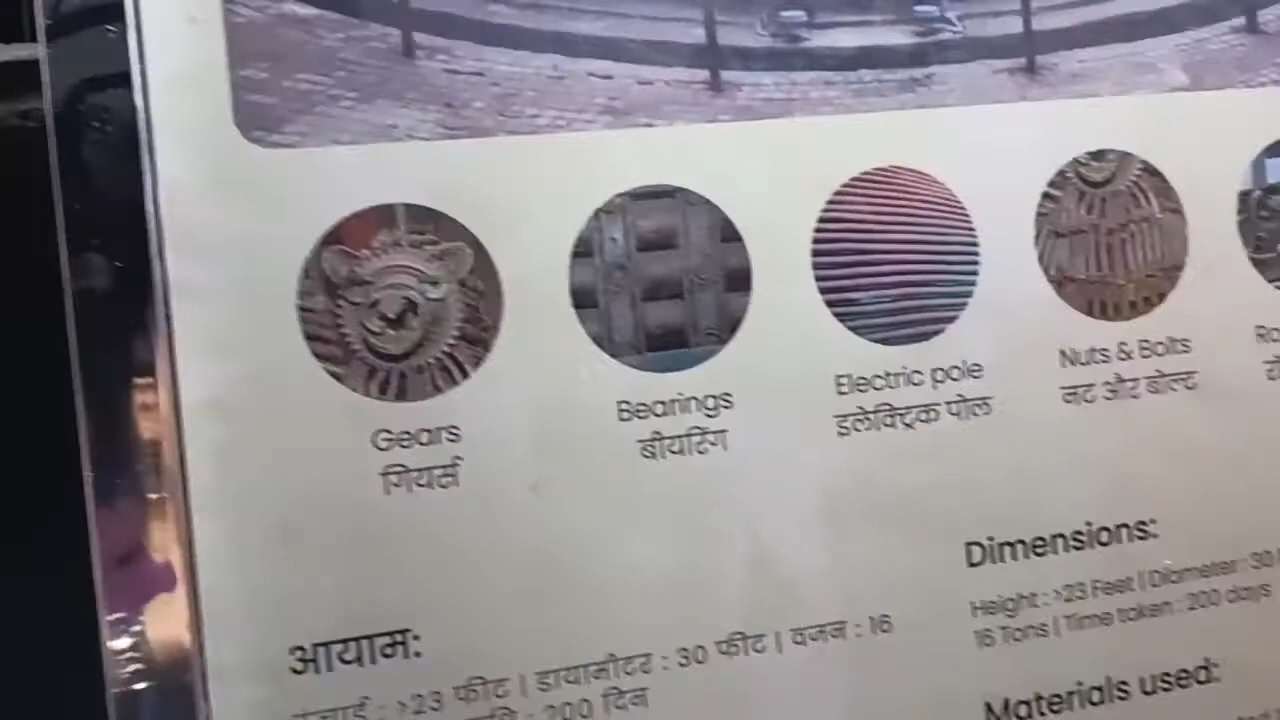 Gears
गियर्स
Bearings
बीयरिंग
Electric pole
इलेक्ट्रिक पोल
Nuts & Bolts
नट और बोल्ट
आयाम:
>23 फीट | डायामीटर : 30 फीट | वजन : 16
: 200 दिन
Dimensions:
Height : >23 Feet | Diameter : 30
16 Tons | Time taken : 200 days
Materials used: